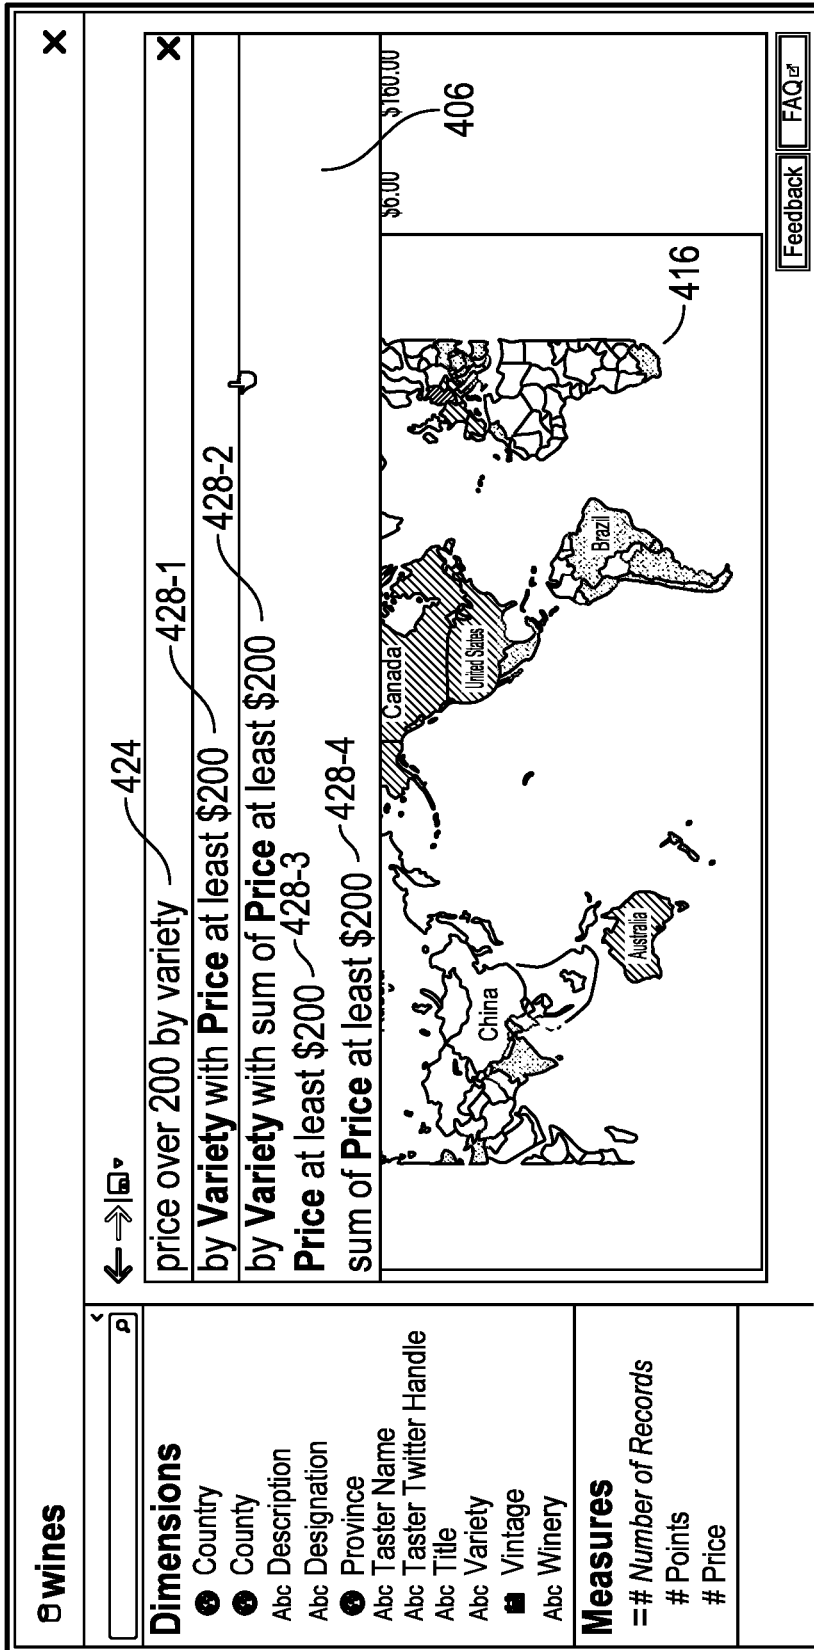 wines
Dimensions
Country
County
Abc Description
Abc Designation
Province
Abc Taster Name
Abc Taster Twitter Handle
Abc Title
Abc Variety
Vintage
Abc Winery
Measures
=# Number of Records
# Points
# Price
424
price over 200 by variety
428-1
by Variety with Price at least $200
428-2
by Variety with sum of Price at least $200
Price at least $200
428-3
sum of Price at least $200
428-4
406
$6.00
$160.00
Canada
United States
China
Brazil
Australia
416
Feedback
FAQ